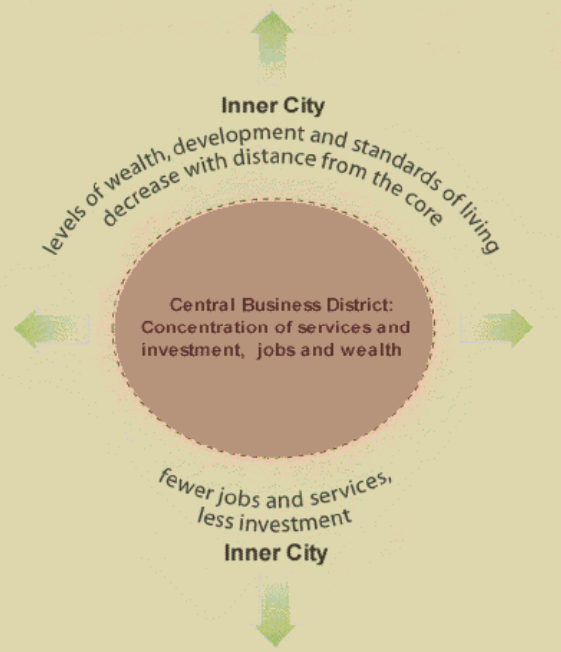 Inner City
levels of wealth, development and standards of living
decrease with distance from the core
Central Business District:
Concentration of services and
investment, jobs and wealth
fewer jobs and services,
less investment
Inner City